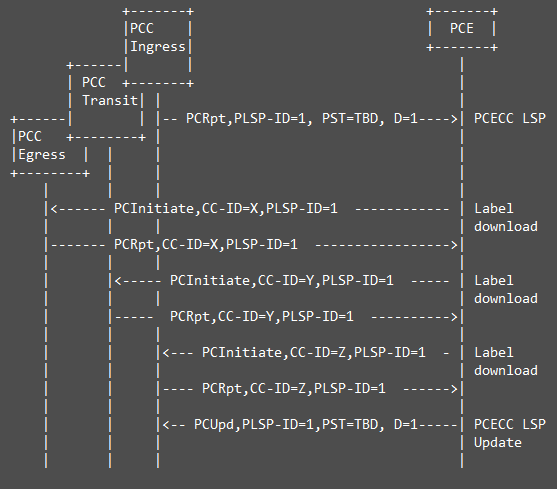 +-------+                              +-------+
               |PCC    |                              |  PCE  |
               |Ingress|                              +-------+
        +------|       |                                  |
        | PCC  +-------+                                  |
        | Transit| |                                      |
 +------|        | |-- PCRpt,PLSP-ID=1, PST=TBD, D=1---->| PCECC LSP
 |PCC   +--------+ |                                      |
 |Egress  |  |     |                                      |
 +--------+  |     |                                      |
     |       |     |                                      |
     |<------ PCInitiate,CC-ID=X,PLSP-ID=1  ------------ | Label
     |       |     |                                      | download
     |------- PCRpt,CC-ID=X,PLSP-ID=1  ----------------->|
     |       |     |                                      |
     |       |<----- PCInitiate,CC-ID=Y,PLSP-ID=1  ----- | Label
     |       |     |                                      | download
     |       |-----  PCRpt,CC-ID=Y,PLSP-ID=1  ---------->|
     |       |     |                                      |
     |       |     |<--- PCInitiate,CC-ID=Z,PLSP-ID=1  - | Label
     |       |     |                                      | download
     |       |     |---- PCRpt,CC-ID=Z,PLSP-ID=1  ------>|
     |       |     |                                      |
     |       |     |<-- PCUpd,PLSP-ID=1,PST=TBD, D=1-----| PCECC LSP
     |       |     |                                      | Update
     |       |     |                                      |